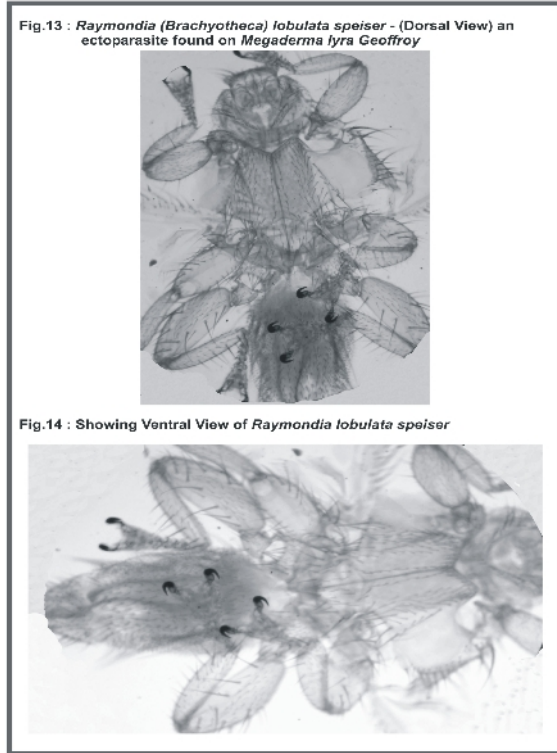 Fig.13 : Raymondia (Brachyotheca) lobulata speiser - (Dorsal View) an
ectoparasite found on Megaderma lyra Geoffroy
Fig.14 : Showing Ventral View of Raymondia lobulata speiser